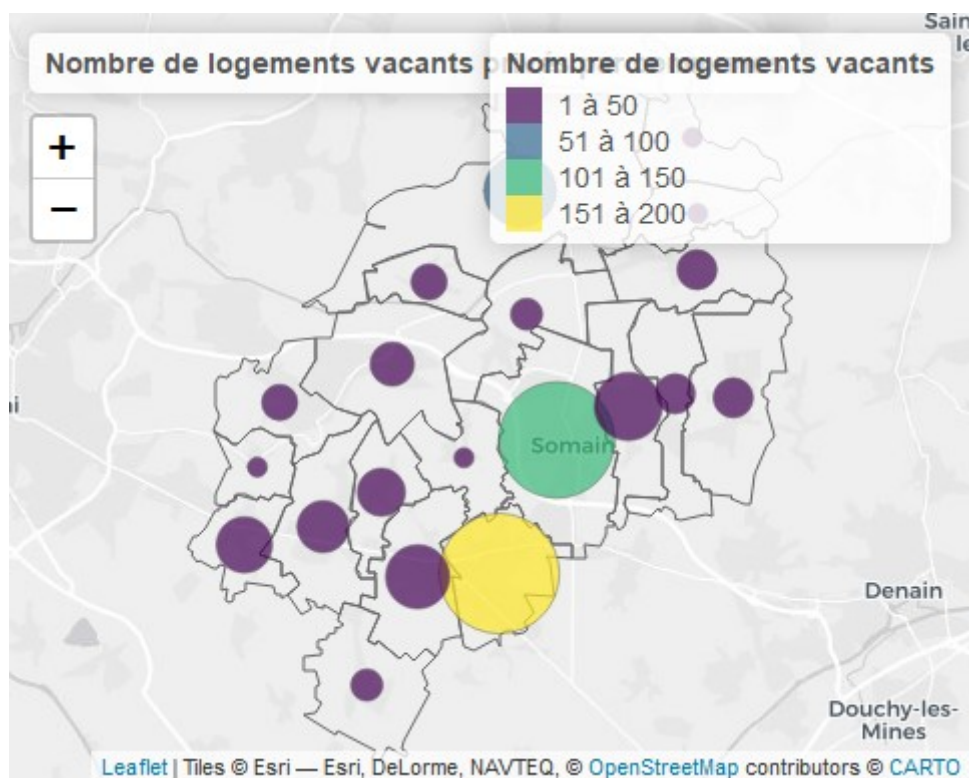 Nombre de logements vacants
Nombre de logements vacants
1 à 50
51 à 100
101 à 150
151 à 200
+
−
Somain
Denain
Douchy-les-
Mines
Leaflet | Tiles © Esri — Esri, DeLorme, NAVTEQ, © OpenStreetMap contributors © CARTO